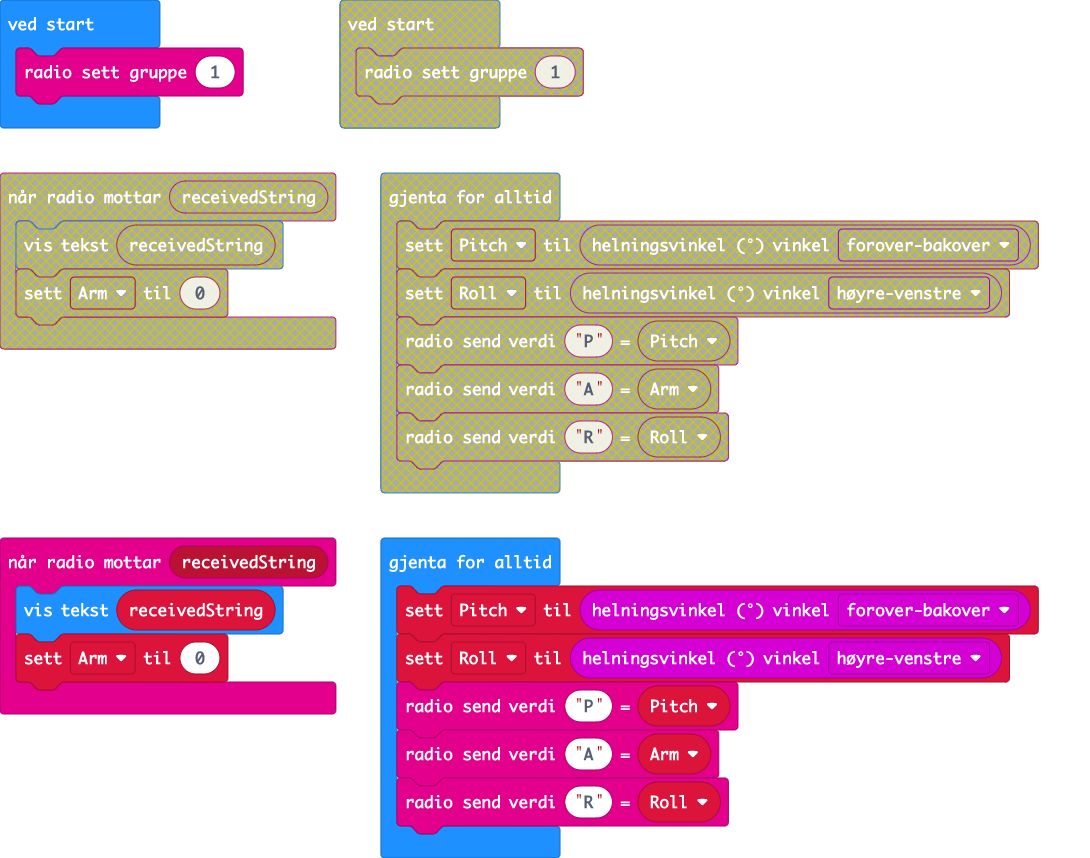 ved start
radio sett gruppe 1
ved start
radio sett gruppe 1
når radio mottar receivedString
vis tekst receivedString
sett Arm til 0
gjenta for alltid
sett Pitch til helningsvinkel (°) vinkel forover-bakover
sett Roll til helningsvinkel (°) vinkel høyre-venstre
radio send verdi "P" = Pitch
radio send verdi "A" = Arm
radio send verdi "R" = Roll
når radio mottar receivedString
vis tekst receivedString
sett Arm til 0
gjenta for alltid
sett Pitch til helningsvinkel (°) vinkel forover-bakover
sett Roll til helningsvinkel (°) vinkel høyre-venstre
radio send verdi "P" = Pitch
radio send verdi "A" = Arm
radio send verdi "R" = Roll